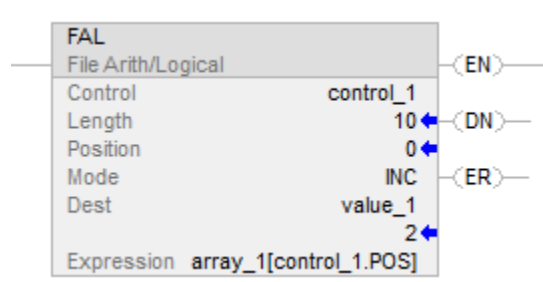 FAL
File Arith/Logical (EN)
Control control_1
Length 10 (DN)
Position 0
Mode INC (ER)
Dest value_1
2
Expression array_1[control_1.POS]